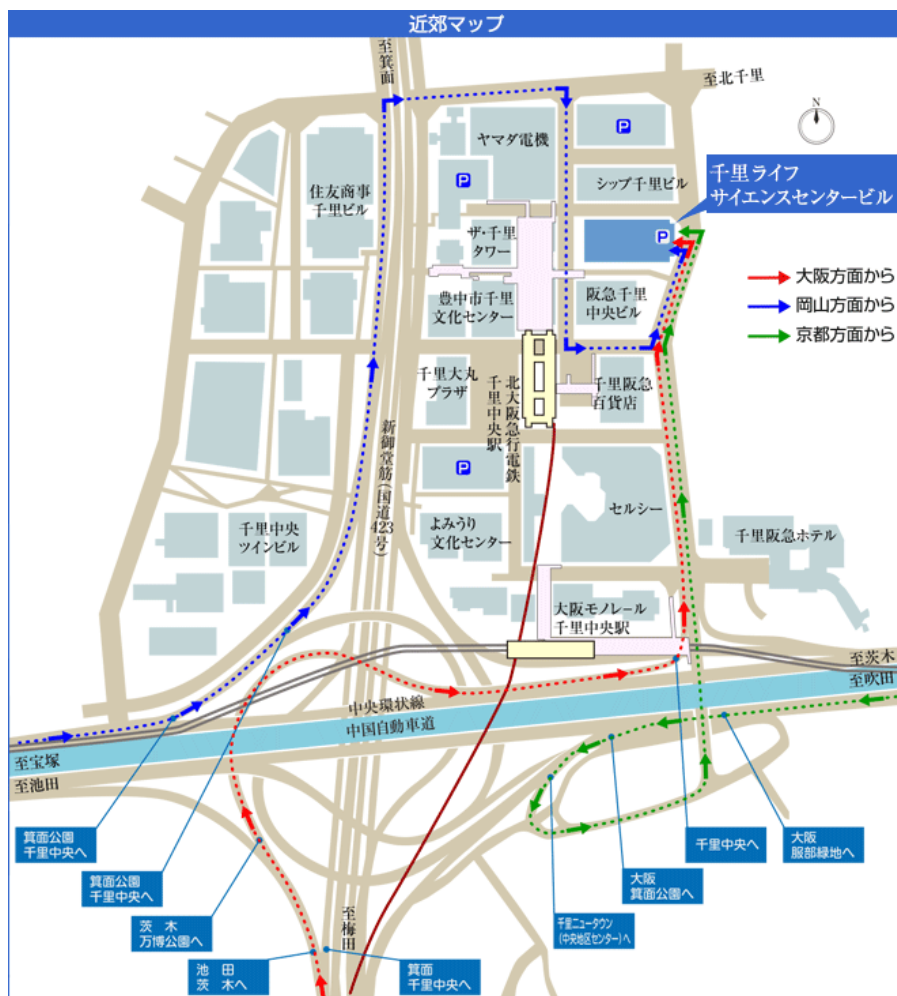 近郊マップ
至箕面
至北千里
N
ヤマダ電機
P
シップ千里ビル
千里ライフ
サイエンスセンタービル
住友商事
千里ビル
P
ザ・千里
タワー
P
大阪方面から
岡山方面から
京都方面から
豊中市千里
文化センター
阪急千里
中央ビル
千里大丸
プラザ
北大阪急行電鉄
千里中央駅
千里阪急
百貨店
新御堂筋(国道423号)
P
セルシー
千里中央
ツインビル
よみうり
文化センター
千里阪急ホテル
大阪モノレール
千里中央駅
至茨木
至吹田
中央環状線
中国自動車道
至宝塚
至池田
箕面公園
千里中央へ
箕面公園
千里中央へ
茨 木
万博公園へ
池 田
茨 木へ
至梅田
箕面
千里中央へ
千里ニュータウン
(中央地区センター)へ
大阪
箕面公園へ
千里中央へ
大阪
服部緑地へ